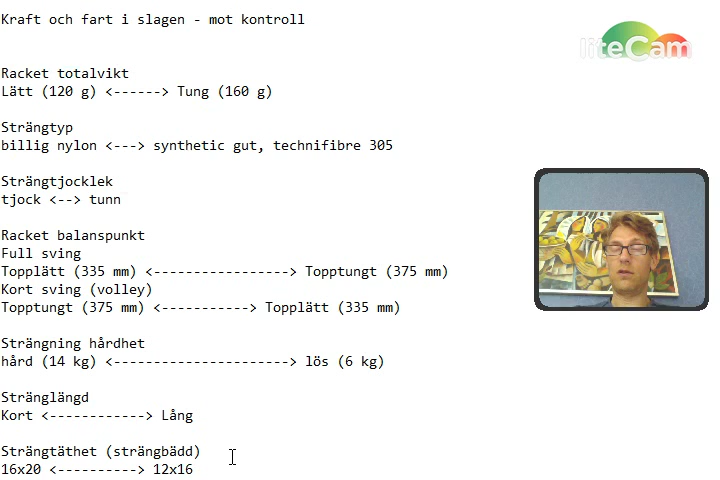 Kraft och fart i slagen - mot kontroll
liteCam
Racket totalvikt
Lätt (120 g) <------> Tung (160 g)
Strängtyp
billig nylon <---> synthetic gut, technifibre 305
Strängtjocklek
tjock <--> tunn
Racket balanspunkt
Full sving
Topplätt (335 mm) <-----------------> Topptungt (375 mm)
Kort sving (volley)
Topptungt (375 mm) <-----------> Topplätt (335 mm)
Strängning hårdhet
hård (14 kg) <---------------------> lös (6 kg)
Stränglängd
Kort <------------> Lång
Strängtäthet (strängbädd)
16x20 <----------> 12x16